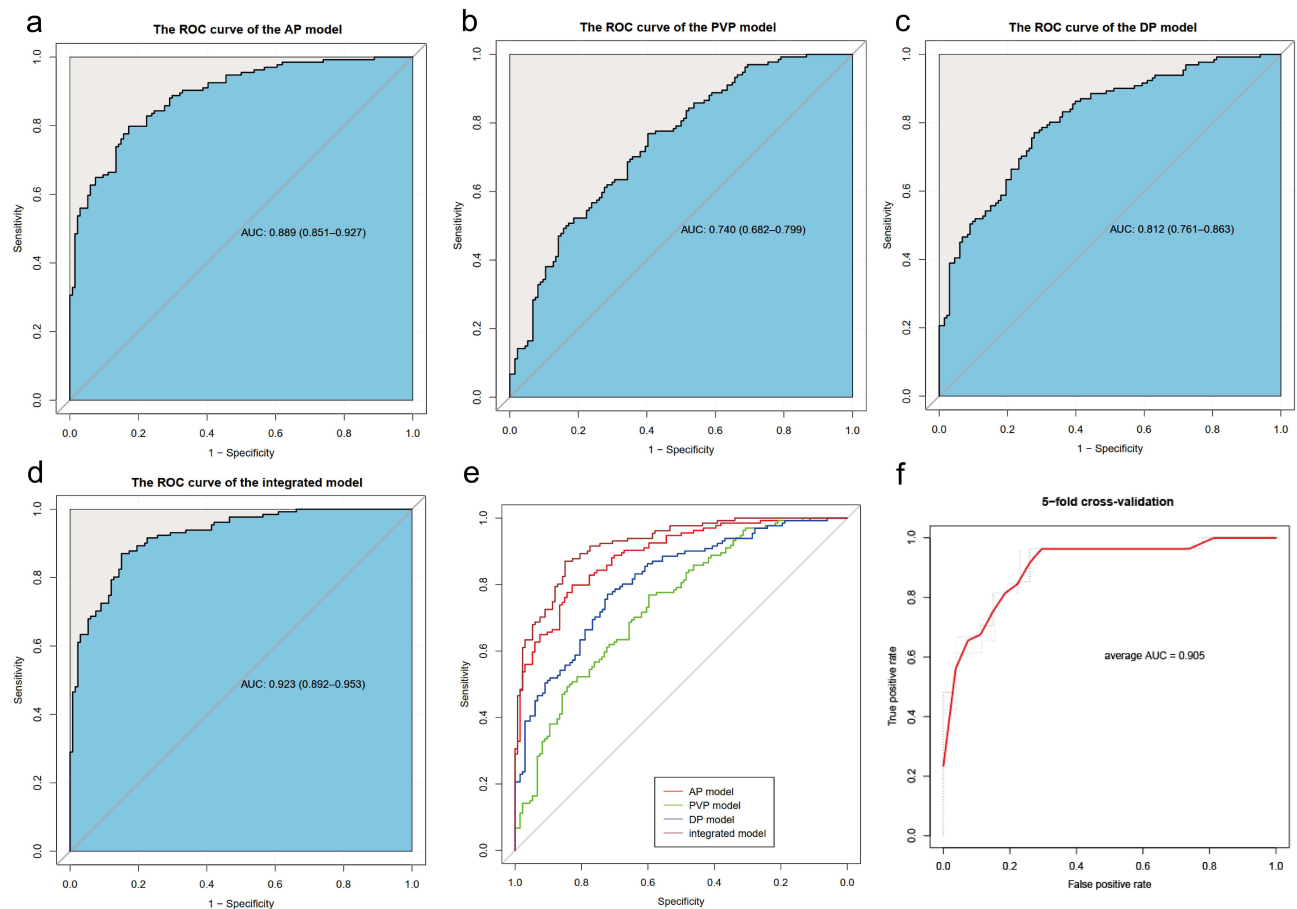 a
The ROC curve of the AP model
Sensitivity
1.0
0.8
0.6
0.4
0.2
0.0
AUC: 0.889 (0.851–0.927)
0.0 0.2 0.4 0.6 0.8 1.0
1 − Specificity
b
The ROC curve of the PVP model
Sensitivity
1.0
0.8
0.6
0.4
0.2
0.0
AUC: 0.740 (0.682–0.799)
0.0 0.2 0.4 0.6 0.8 1.0
1 − Specificity
c
The ROC curve of the DP model
Sensitivity
1.0
0.8
0.6
0.4
0.2
0.0
AUC: 0.812 (0.761–0.863)
0.0 0.2 0.4 0.6 0.8 1.0
1 − Specificity
d
The ROC curve of the integrated model
Sensitivity
1.0
0.8
0.6
0.4
0.2
0.0
AUC: 0.923 (0.892–0.953)
0.0 0.2 0.4 0.6 0.8 1.0
1 − Specificity
e
Sensitivity
1.0
0.8
0.6
0.4
0.2
0.0
AP model
PVP model
DP model
integrated model
1.0 0.8 0.6 0.4 0.2 0.0
Specificity
f
5−fold cross−validation
True positive rate
1.0
0.8
0.6
0.4
0.2
0.0
average AUC = 0.905
0.0 0.2 0.4 0.6 0.8 1.0
False positive rate